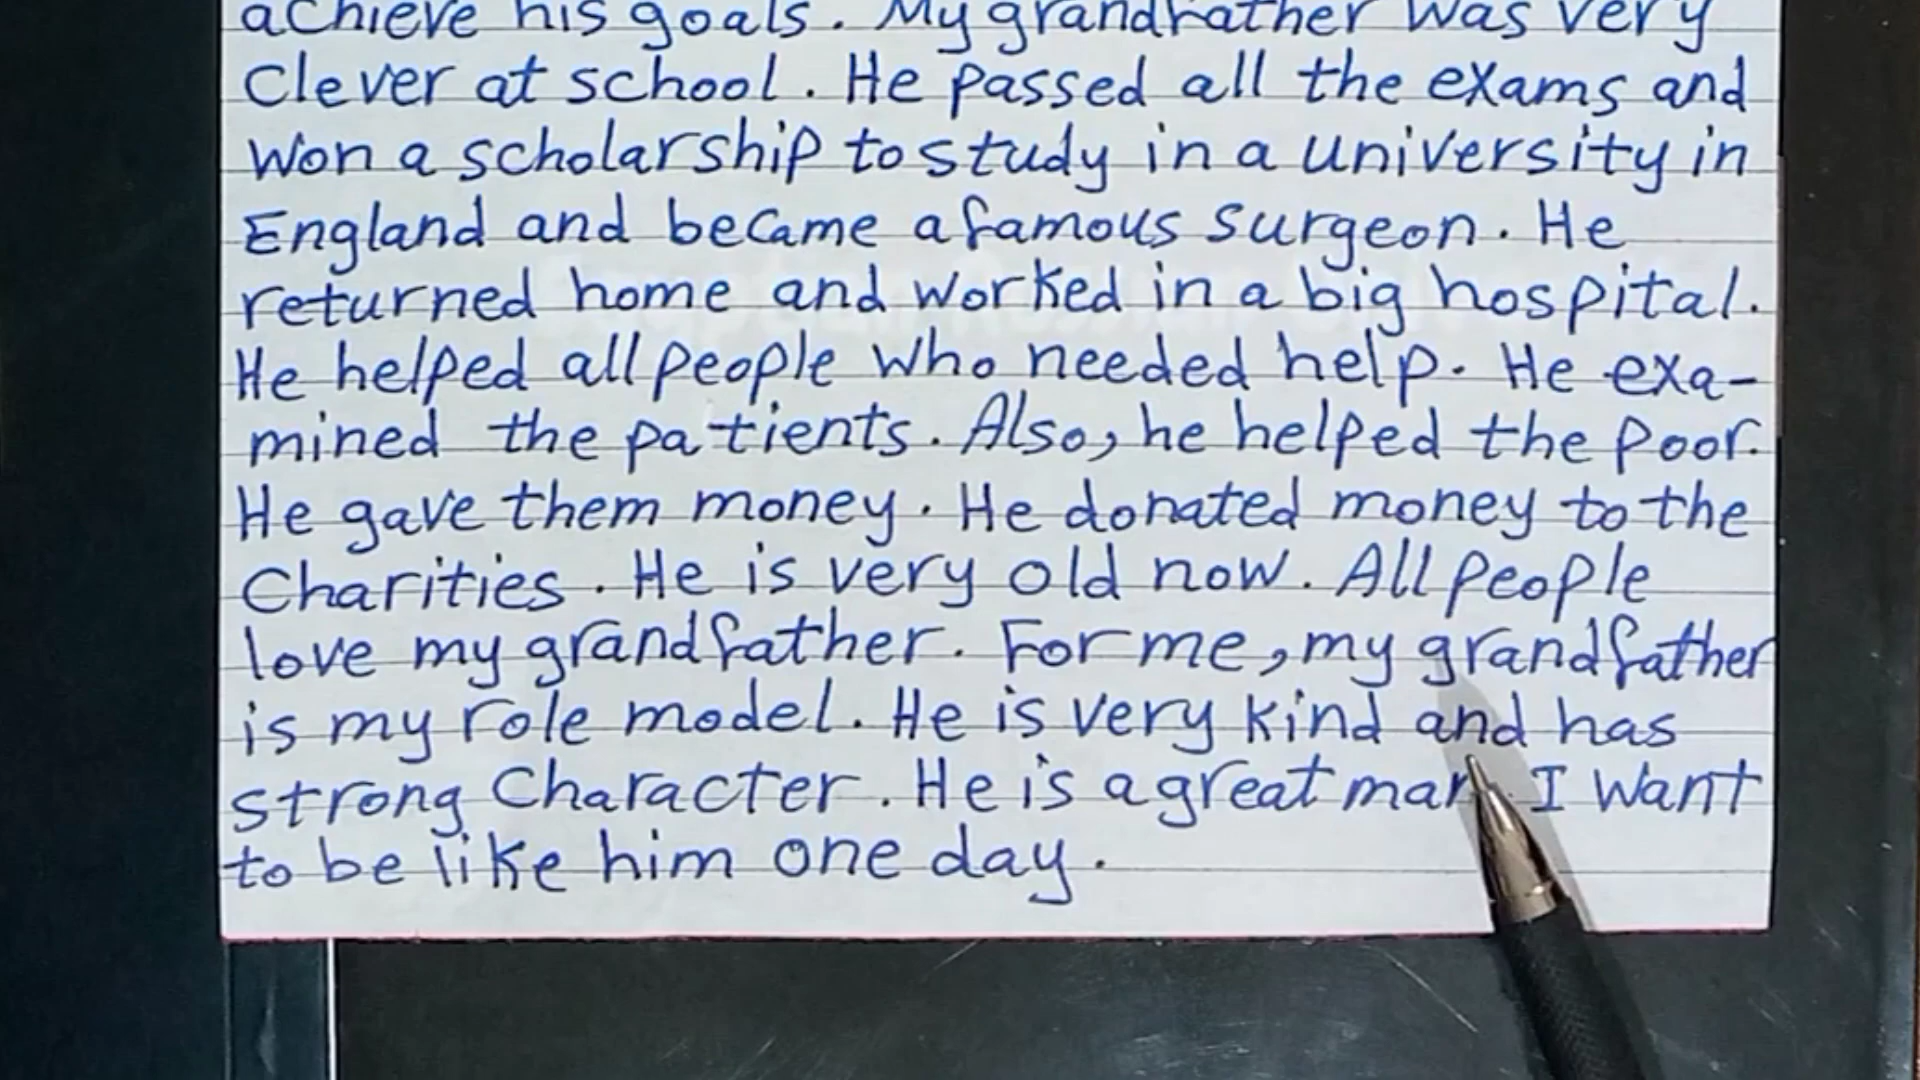 achieve his goals. My grandfather was very
Clever at school. He passed all the exams and
Won a scholarship to study in a university in
England and became a famous surgeon. He
returned home and worked in a big hospital.
He helped all people who needed help. He exa-
mined the patients. Also, he helped the poor.
He gave them money. He donated money to the
Charities. He is very old now. All people
love my grandfather. For me, my grandfather
is my role model. He is very kind and has
strong Character. He is a great man. I want
to be like him one day.